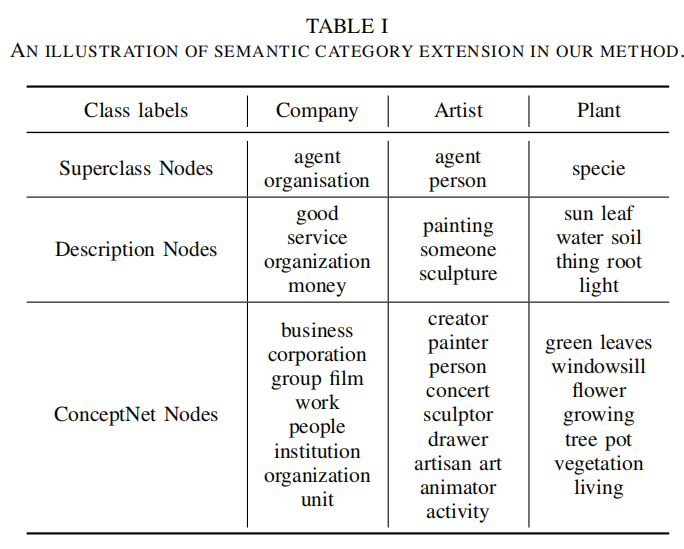 TABLE I
AN ILLUSTRATION OF SEMANTIC CATEGORY EXTENSION IN OUR METHOD.
Class labels Company Artist Plant
Superclass Nodes
agent
organisation
agent
person
specie
Description Nodes
good
service
organization
money
painting
someone
sculpture
sun leaf
water soil
thing root
light
ConceptNet Nodes
business
corporation
group film
work
people
institution
organization
unit
creator
painter
person
concert
sculptor
drawer
artisan art
animator
activity
green leaves
windowsill
flower
growing
tree pot
vegetation
living